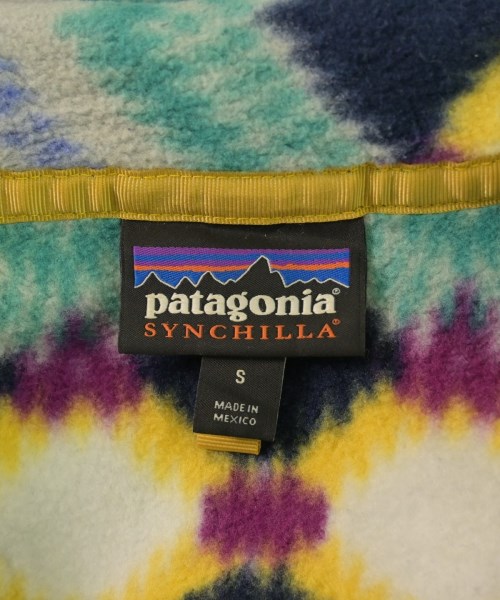 patagonia®
SYNCHILLA®
S
MADE IN
MEXICO